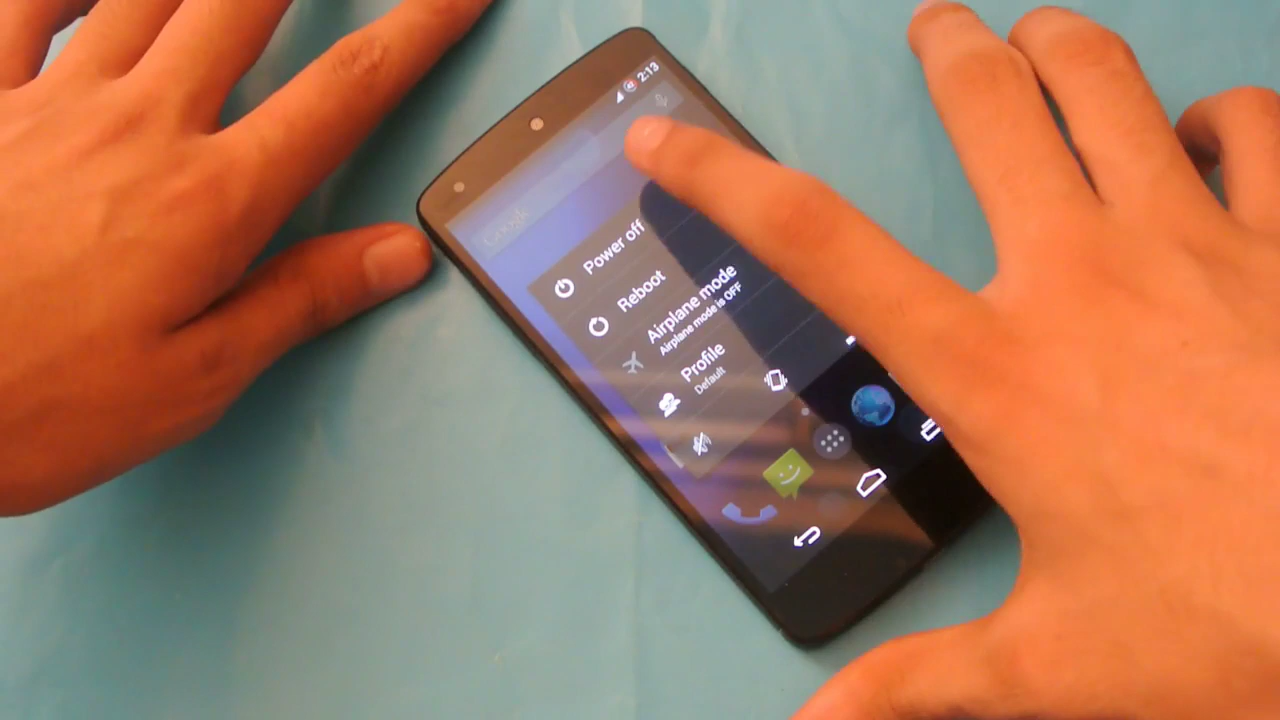 2:13
Google
Power off
Reboot
Airplane mode
Airplane mode is OFF
Profile
Default